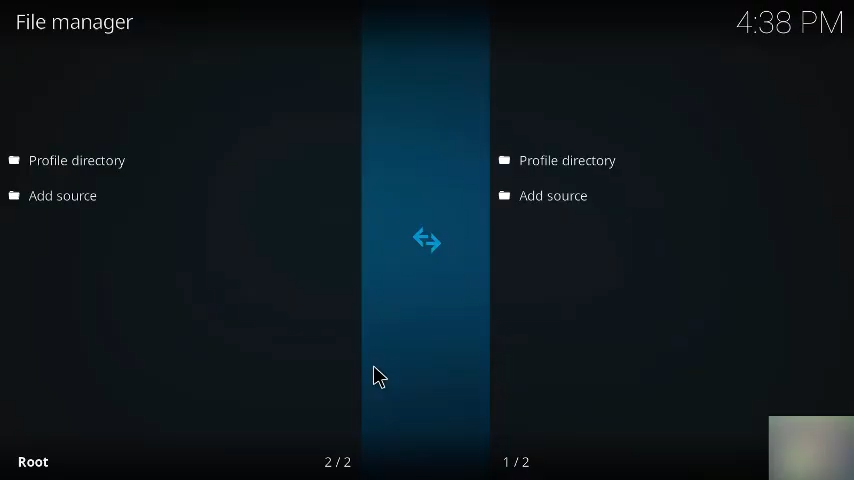 File manager
4:38 PM
Profile directory
Add source
Profile directory
Add source
Root
2 / 2
1 / 2